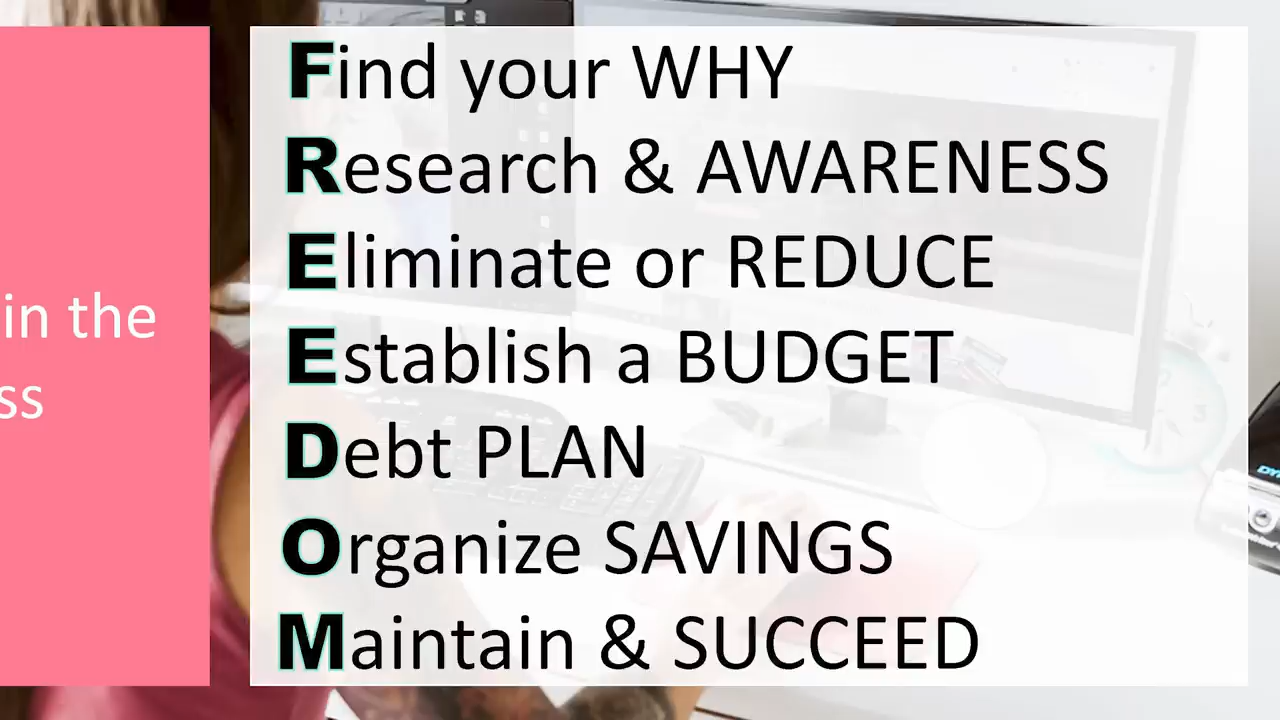 in the
ss
Find your WHY
Research & AWARENESS
Eliminate or REDUCE
Establish a BUDGET
Debt PLAN
Organize SAVINGS
Maintain & SUCCEED